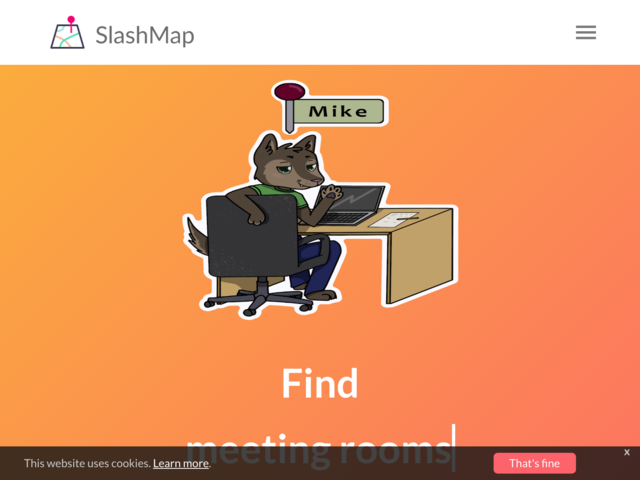 SlashMap
Mike
Find
meeting rooms
This website uses cookies. Learn more.
That's fine
x